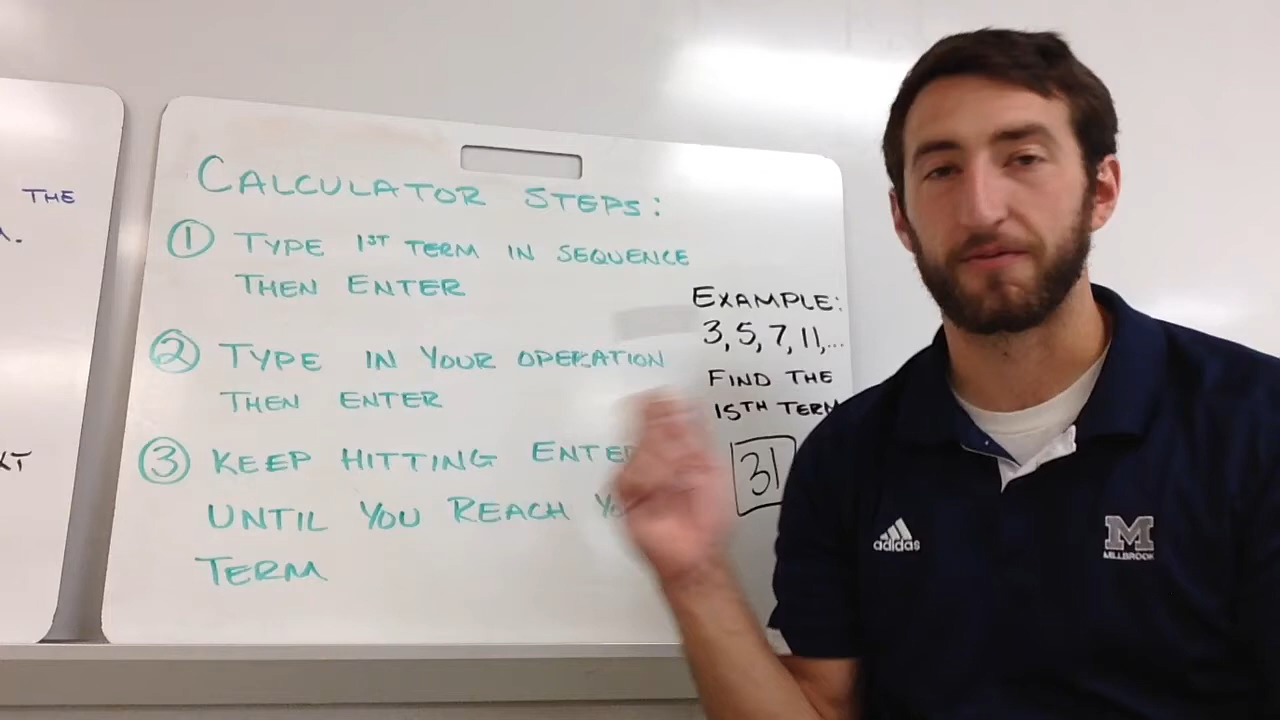 THE
CALCULATOR STEPS:
① TYPE 1ST TERM IN SEQUENCE
THEN ENTER
② TYPE IN YOUR OPERATION
THEN ENTER
③ KEEP HITTING ENTE
UNTIL YOU REACH
TERM
EXAMPLE:
3, 5, 7, 11,...
FIND THE
15TH TERM
31
adidas
M
MILLBROOK